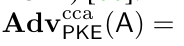 Adv^{cca}_{PKE}(A) =